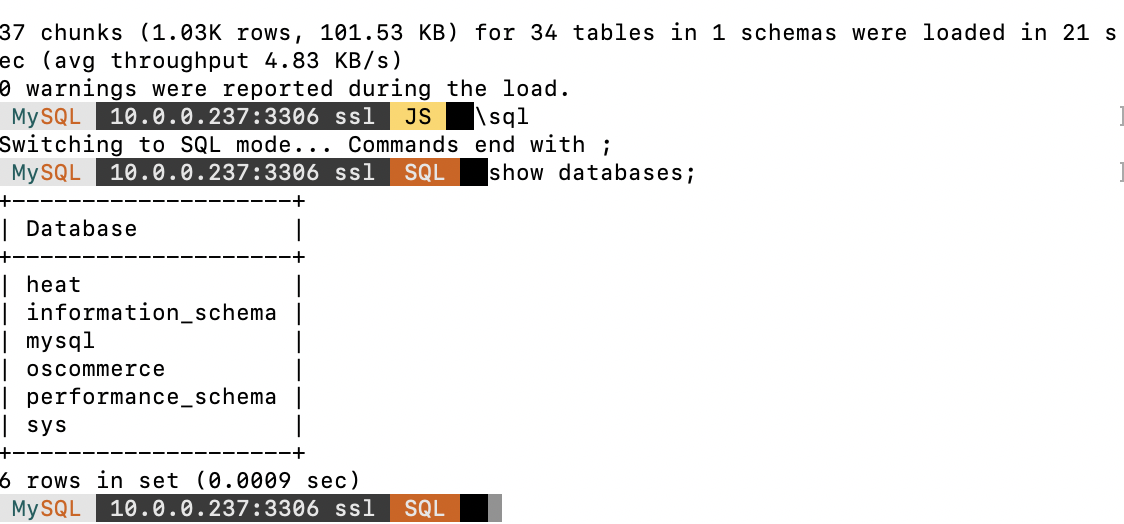 37 chunks (1.03K rows, 101.53 KB) for 34 tables in 1 schemas were loaded in 21 s
ec (avg throughput 4.83 KB/s)
0 warnings were reported during the load.
MySQL  10.0.0.237:3306 ssl  JS  \sql ]
Switching to SQL mode... Commands end with ;
MySQL  10.0.0.237:3306 ssl  SQL  show databases; ]
+--------------------+
| Database           |
+--------------------+
| heat               |
| information_schema |
| mysql              |
| oscommerce         |
| performance_schema |
| sys                |
+--------------------+
6 rows in set (0.0009 sec)
MySQL  10.0.0.237:3306 ssl  SQL